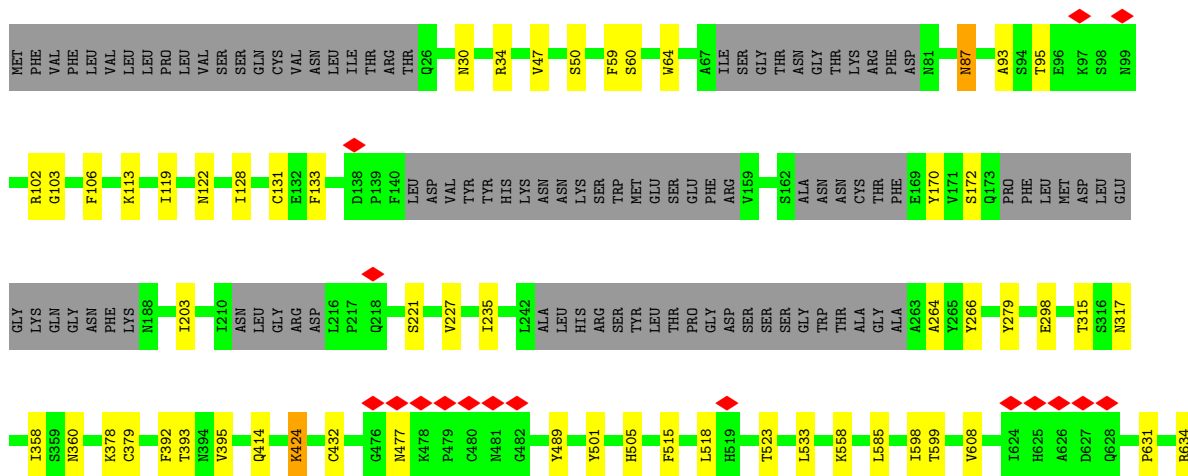 MET PHE VAL PHE LEU VAL LEU LEU PRO LEU VAL SER SER GLN CYS VAL ASN LEU ILE THR ARG THR Q26 N30 R34 V47 S50 F59 S60 W64 A67 ILE SER GLY THR ASN GLY THR LYS ARG PHE ASP N81 N87 A93 S94 T95 E96 K97 S98 N99
R102 G103 F106 K113 I119 N122 I128 C131 E132 F133 D138 P139 F140 LEU ASP VAL TYR TYR HIS LYS ASN ASN LYS SER TRP MET GLU SER GLU PHE ARG V159 S162 ALA ASN ASN CYS THR PHE E169 Y170 V171 S172 Q173 PRO PHE LEU MET ASP LEU GLU
GLY LYS GLN GLY ASN PHE LYS N188 I203 I210 ASN LEU GLY ARG ASP L216 P217 Q218 S221 V227 I235 L242 ALA LEU HIS ARG SER TYR LEU THR PRO GLY ASP SER SER SER GLY TRP THR ALA GLY ALA A263 A264 Y265 Y266 Y279 E298 T315 S316 N317
I358 S359 N360 K378 C379 F392 T393 N394 V395 Q414 K424 C432 G476 N477 K478 P479 C480 N481 G482 Y489 Y501 H505 F515 L518 H519 T523 L533 K558 L585 I598 T599 V608 I624 H625 A626 D627 Q628 P631 R634